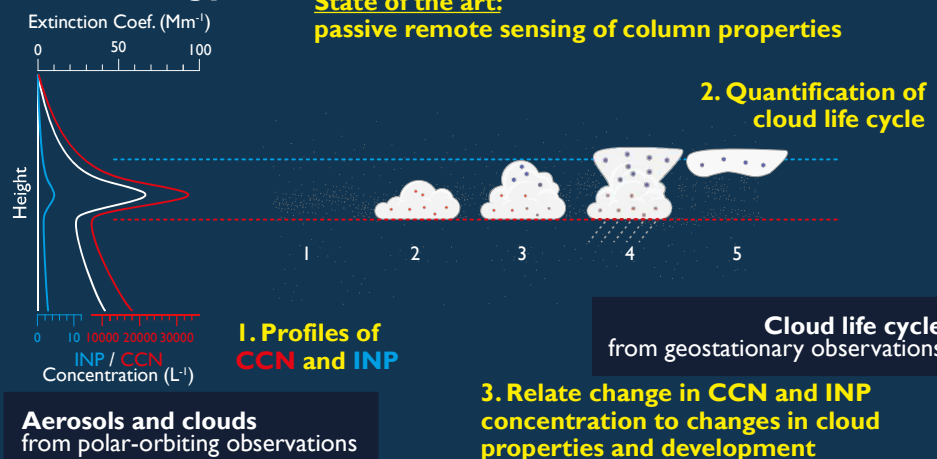 State of the art:
passive remote sensing of column properties
Extinction Coef. (Mm-1)
0 50 100
2. Quantification of
cloud life cycle
Height
1 2 3 4 5
0 10 10000 20000 30000
INP / CCN
Concentration (L-1)
1. Profiles of
CCN and INP
Cloud life cycle
from geostationary observations
3. Relate change in CCN and INP
concentration to changes in cloud
properties and development
Aerosols and clouds
from polar-orbiting observations